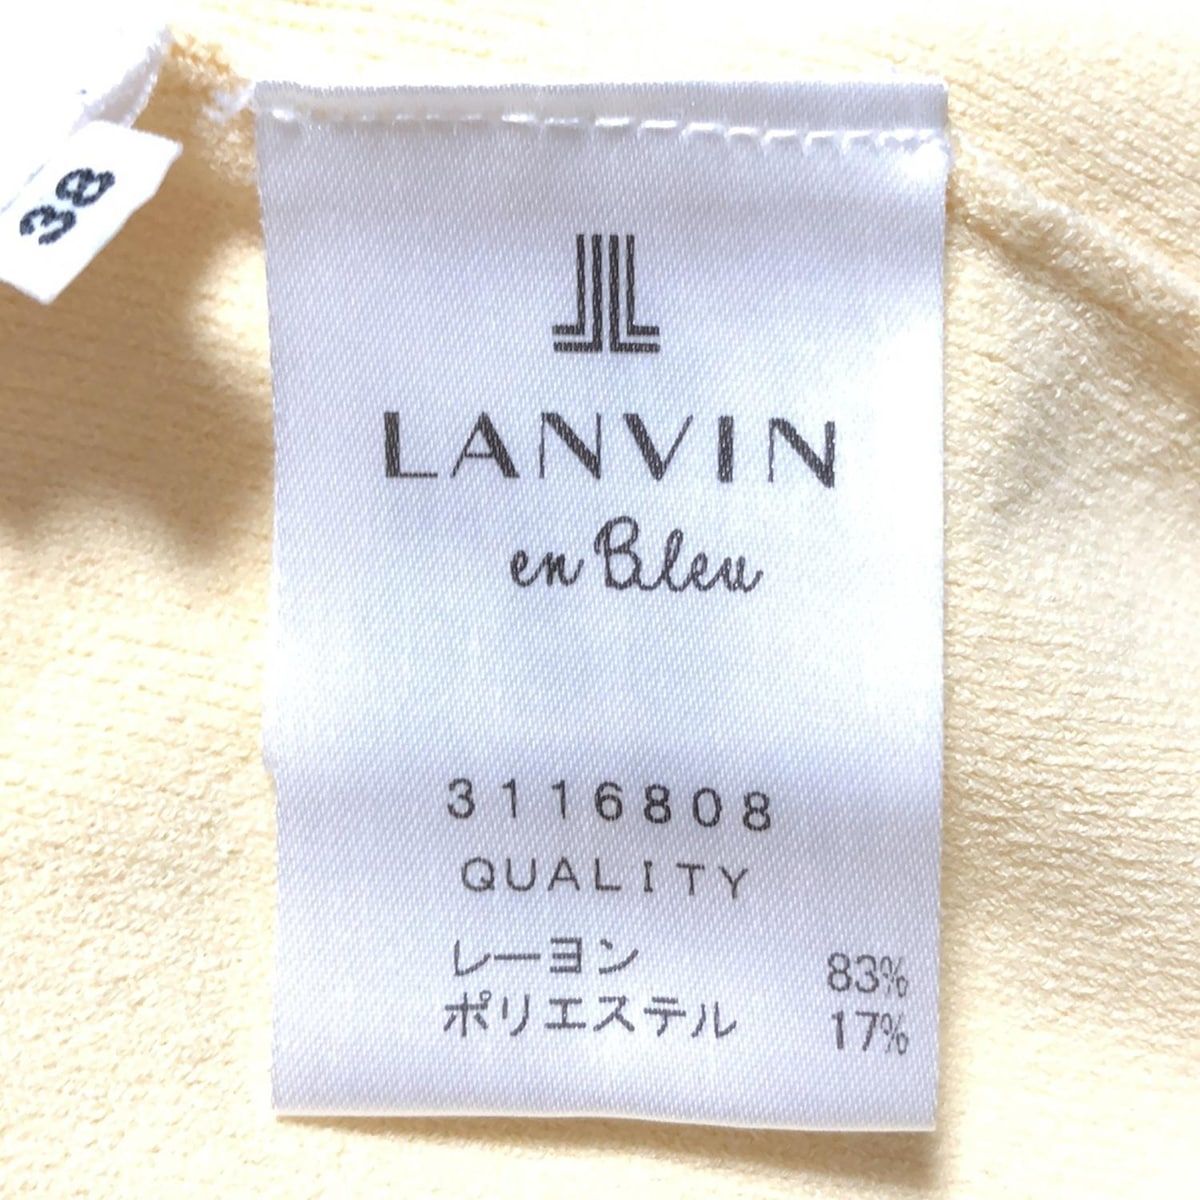 38
LANVIN
en Bleu
3116808
QUALITY
レーヨン 83%
ポリエステル 17%